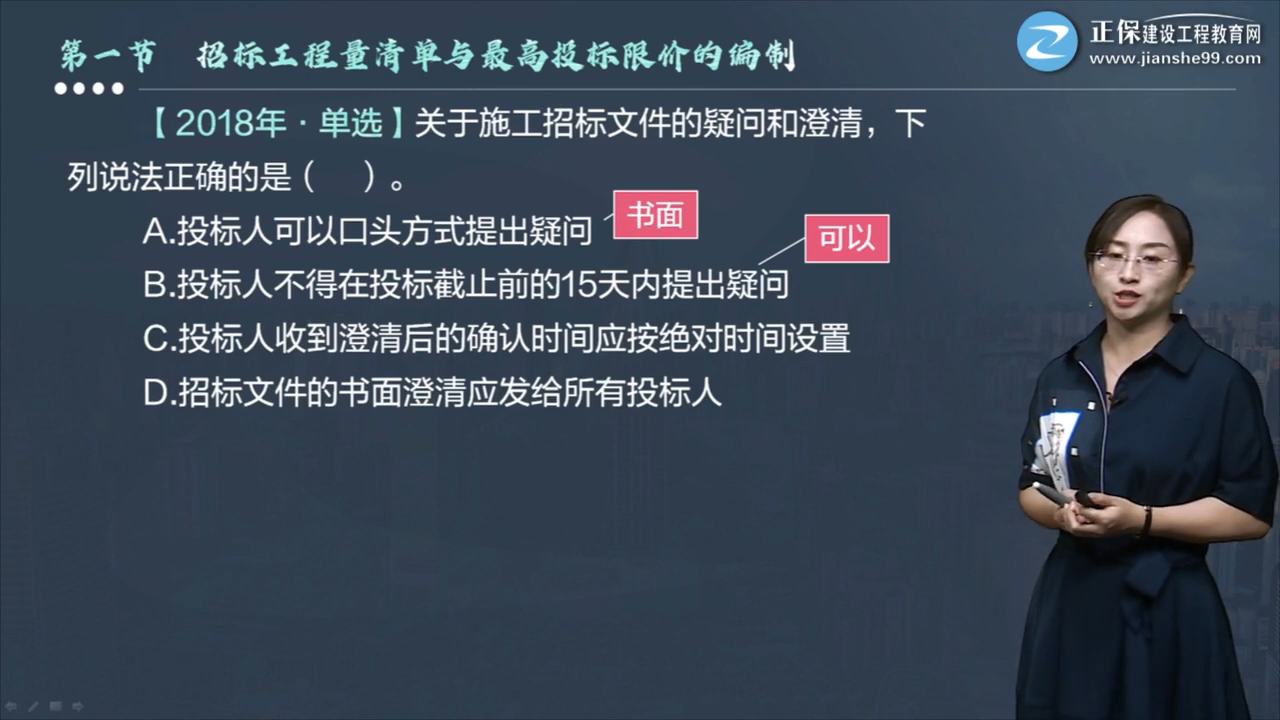 第一节 招标工程量清单与最高投标限价的编制
正保建设工程教育网
www.jianshe99.com
【2018年·单选】关于施工招标文件的疑问和澄清，下
列说法正确的是（ ）。
A.投标人可以口头方式提出疑问
书面
B.投标人不得在投标截止前的15天内提出疑问
可以
C.投标人收到澄清后的确认时间应按绝对时间设置
D.招标文件的书面澄清应发给所有投标人